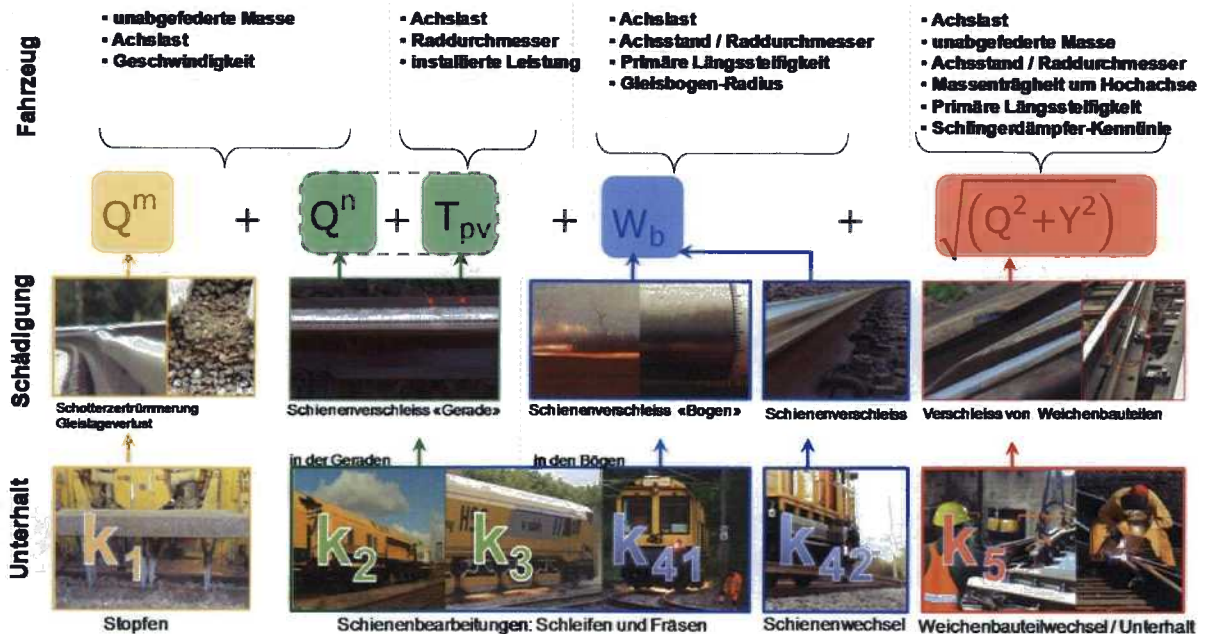 Fahrzeug
▪ unabgefederte Masse
▪ Achslast
▪ Geschwindigkeit
▪ Achslast
▪ Raddurchmesser
▪ installierte Leistung
▪ Achslast
▪ Achsstand / Raddurchmesser
▪ Primäre Längssteifigkeit
▪ Gleisbogen-Radius
▪ Achslast
▪ unabgefederte Masse
▪ Achsstand / Raddurchmesser
▪ Massenträgheit um Hochachse
▪ Primäre Längssteifigkeit
▪ Schlingerdämpfer-Kennlinie
Q^m + Q^n + T_pv + W_b + √(Q²+Y²)
Schädigung
Schotterzertrümmerung
Gleislageverlust
Schienenverschleiss «Gerade»
Schienenverschleiss «Bogen»
Schienenverschleiss
Verschleiss von Weichenbauteilen
Unterhalt
in der Geraden
in den Bögen
k₁
k₂
k₃
k₄₁
k₄₂
k₅
Stopfen
Schienenbearbeitungen: Schleifen und Fräsen
Schienenwechsel
Weichenbauteilwechsel / Unterhalt